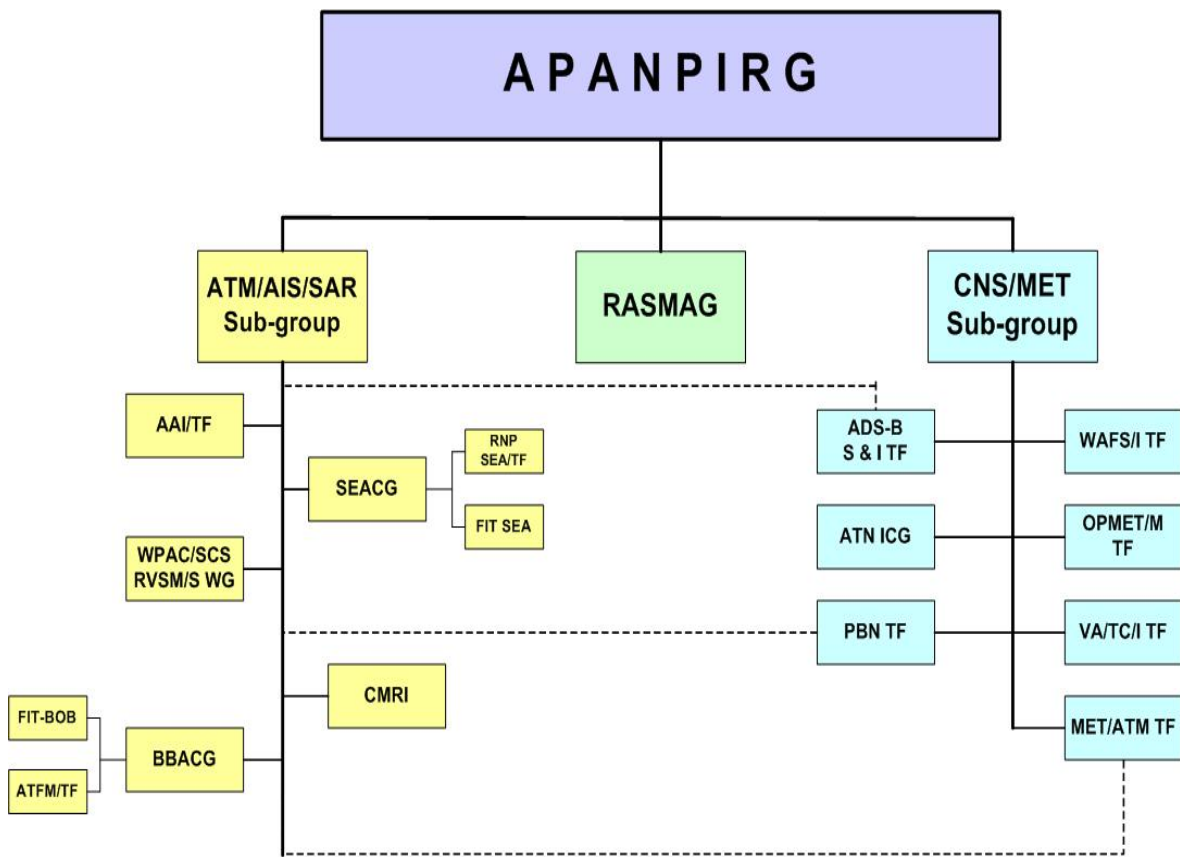 A P A N P I R G
ATM/AIS/SAR
Sub-group
RASMAG
CNS/MET
Sub-group
AAI/TF
SEACG
RNP
SEA/TF
FIT SEA
WPAC/SCS
RVSM/S WG
CMRI
FIT-BOB
ATFM/TF
BBACG
ADS-B
S & I TF
WAFS/I TF
ATN ICG
OPMET/M
TF
PBN TF
VA/TC/I TF
MET/ATM TF